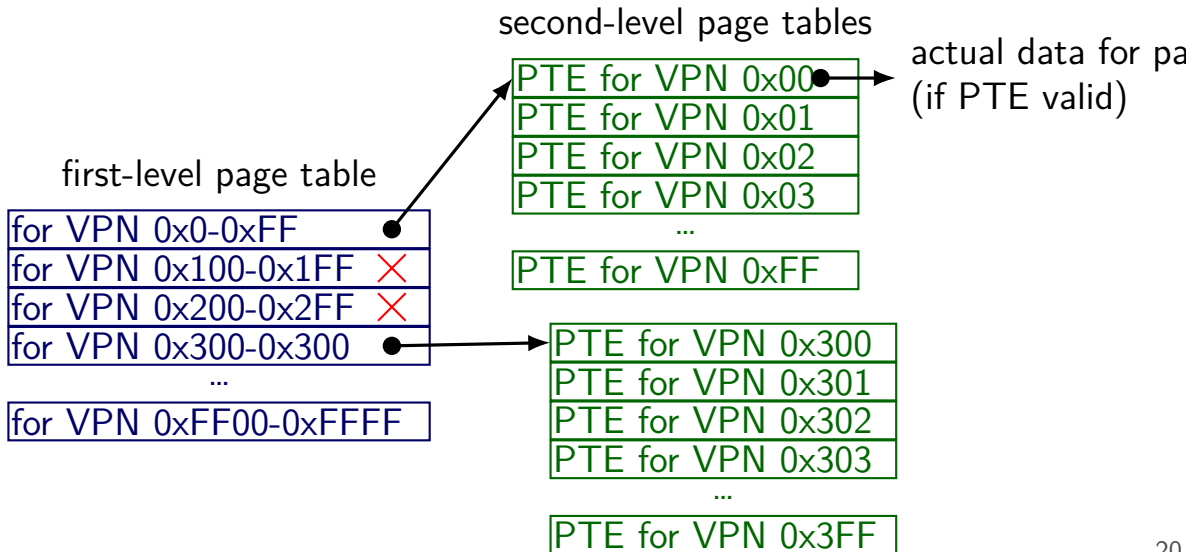 second-level page tables
actual data for pa
(if PTE valid)
PTE for VPN 0x00
PTE for VPN 0x01
PTE for VPN 0x02
PTE for VPN 0x03
...
PTE for VPN 0xFF
first-level page table
for VPN 0x0-0xFF
for VPN 0x100-0x1FF
for VPN 0x200-0x2FF
for VPN 0x300-0x300
...
for VPN 0xFF00-0xFFFF
PTE for VPN 0x300
PTE for VPN 0x301
PTE for VPN 0x302
PTE for VPN 0x303
...
PTE for VPN 0x3FF
20